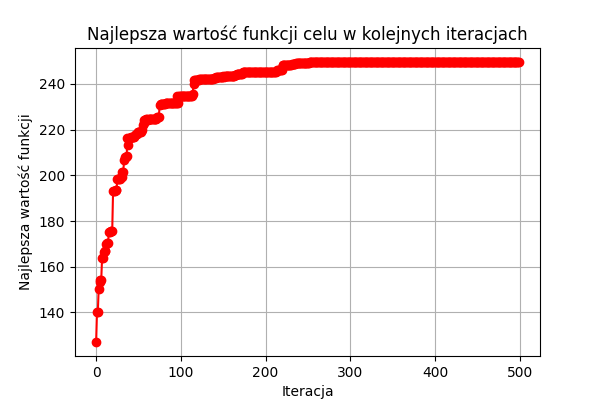 Najlepsza wartość funkcji celu w kolejnych iteracjach
Najlepsza wartość funkcji
240
220
200
180
160
140
0 100 200 300 400 500
Iteracja